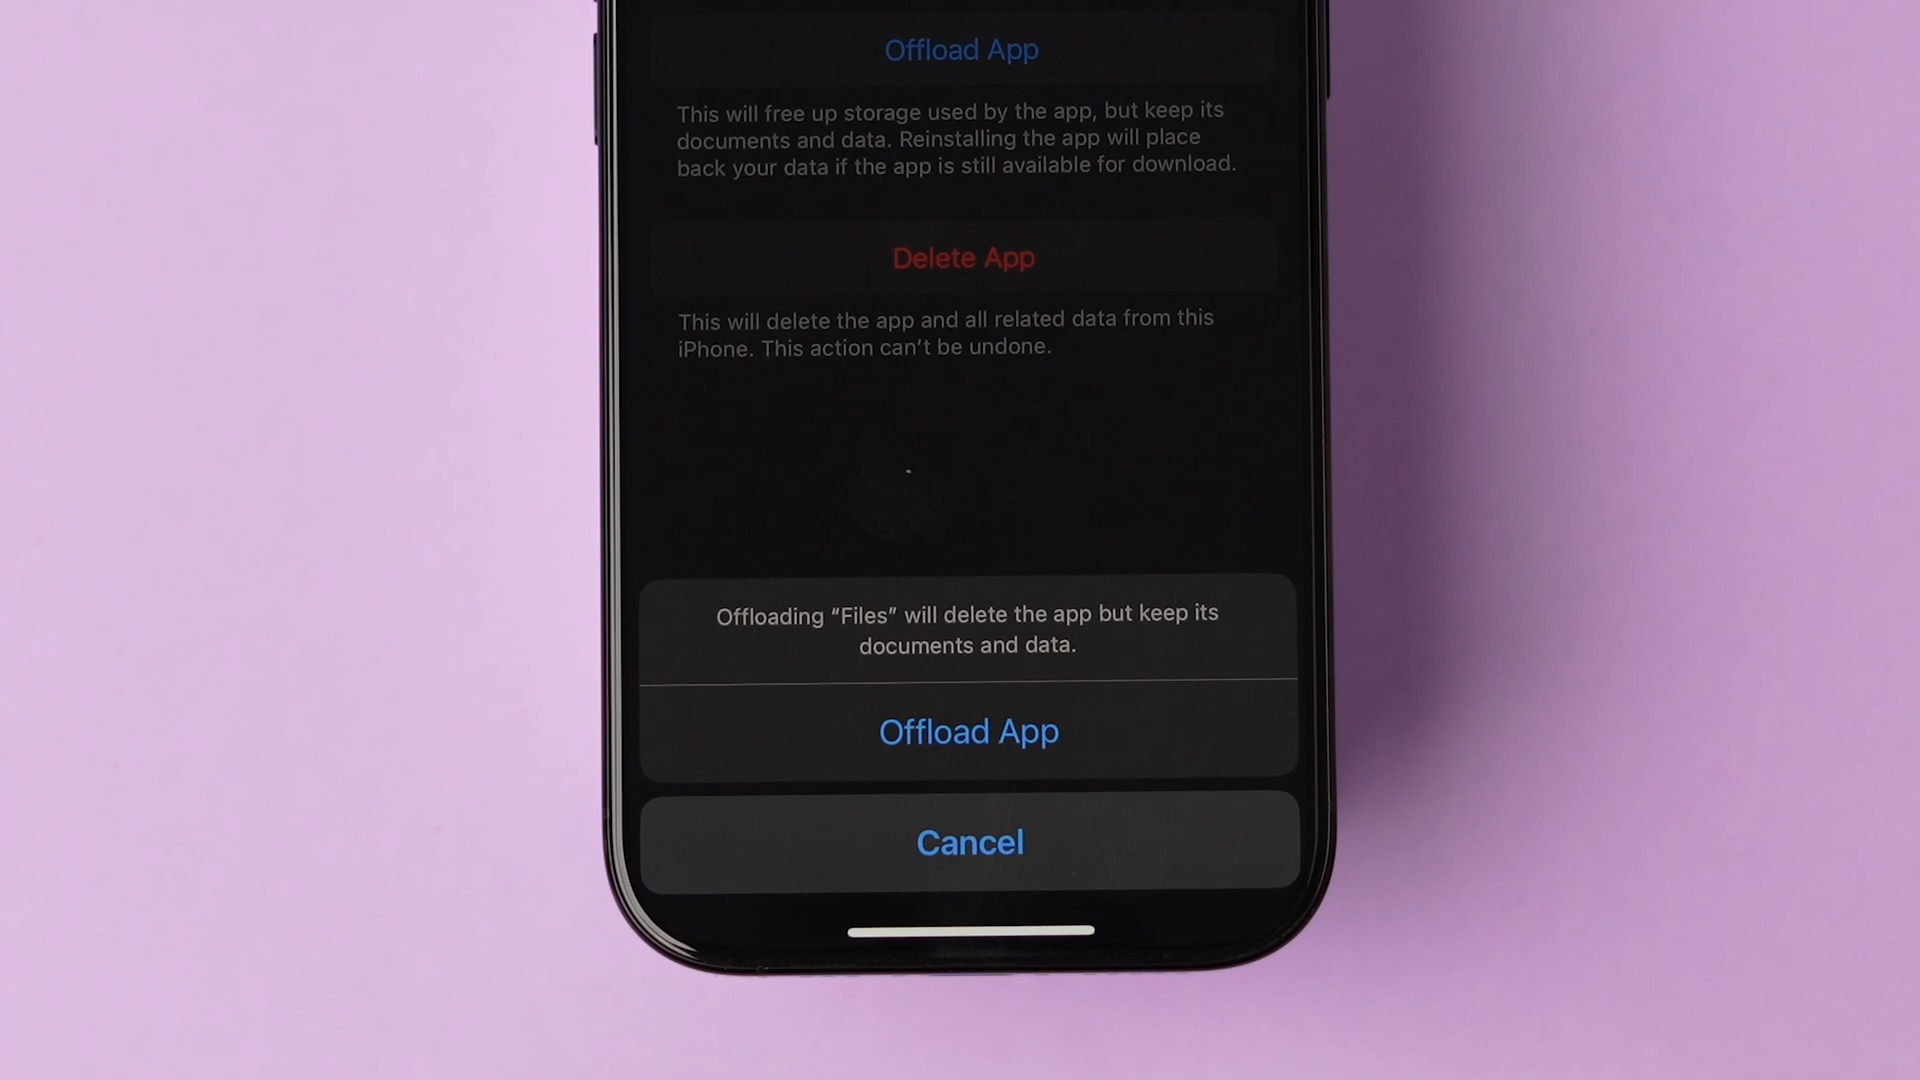 Offload App
This will free up storage used by the app, but keep its
documents and data. Reinstalling the app will place
back your data if the app is still available for download.
Delete App
This will delete the app and all related data from this
iPhone. This action can’t be undone.
Offloading “Files” will delete the app but keep its
documents and data.
Offload App
Cancel